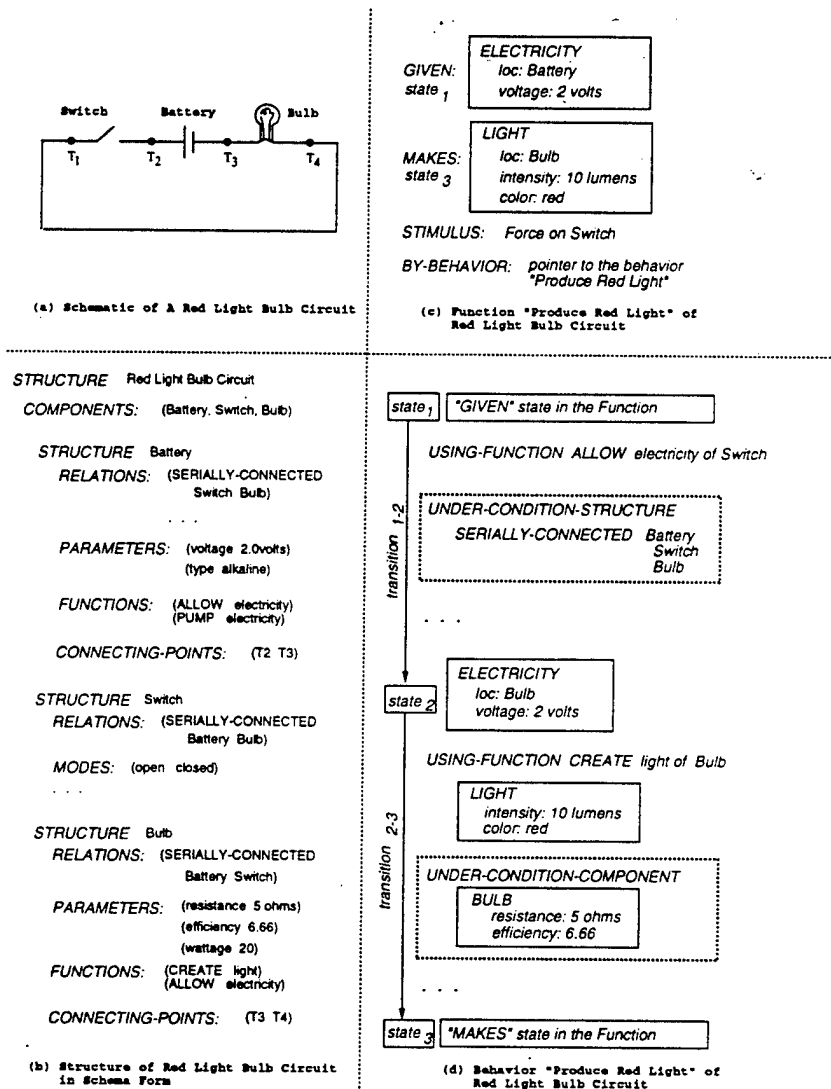 Switch Battery Bulb
T1 T2 T3 T4
(a) Schematic of A Red Light Bulb Circuit
ELECTRICITY
GIVEN: loc: Battery
state 1 voltage: 2 volts
LIGHT
MAKES: loc: Bulb
state 3 intensity: 10 lumens
color: red
STIMULUS: Force on Switch
BY-BEHAVIOR: pointer to the behavior
"Produce Red Light"
(c) Function "Produce Red Light" of
Red Light Bulb Circuit
STRUCTURE Red Light Bulb Circuit
COMPONENTS: (Battery, Switch, Bulb)
STRUCTURE Battery
RELATIONS: (SERIALLY-CONNECTED
Switch Bulb)
. . .
PARAMETERS: (voltage 2.0volts)
(type alkaline)
FUNCTIONS: (ALLOW electricity)
(PUMP electricity)
CONNECTING-POINTS: (T2 T3)
STRUCTURE Switch
RELATIONS: (SERIALLY-CONNECTED
Battery Bulb)
MODES: (open closed)
. . .
STRUCTURE Bulb
RELATIONS: (SERIALLY-CONNECTED
Battery Switch)
PARAMETERS: (resistance 5 ohms)
(efficiency 6.66)
(wattage 20)
FUNCTIONS: (CREATE light)
(ALLOW electricity)
CONNECTING-POINTS: (T3 T4)
(b) Structure of Red Light Bulb Circuit
in Schema Form
state 1 "GIVEN" state in the Function
USING-FUNCTION ALLOW electricity of Switch
transition 1-2
UNDER-CONDITION-STRUCTURE
SERIALLY-CONNECTED Battery
Switch
Bulb
. . .
state 2
ELECTRICITY
loc: Bulb
voltage: 2 volts
USING-FUNCTION CREATE light of Bulb
transition 2-3
LIGHT
intensity: 10 lumens
color: red
UNDER-CONDITION-COMPONENT
BULB
resistance: 5 ohms
efficiency: 6.66
. . .
state 3 "MAKES" state in the Function
(d) Behavior "Produce Red Light" of
Red Light Bulb Circuit